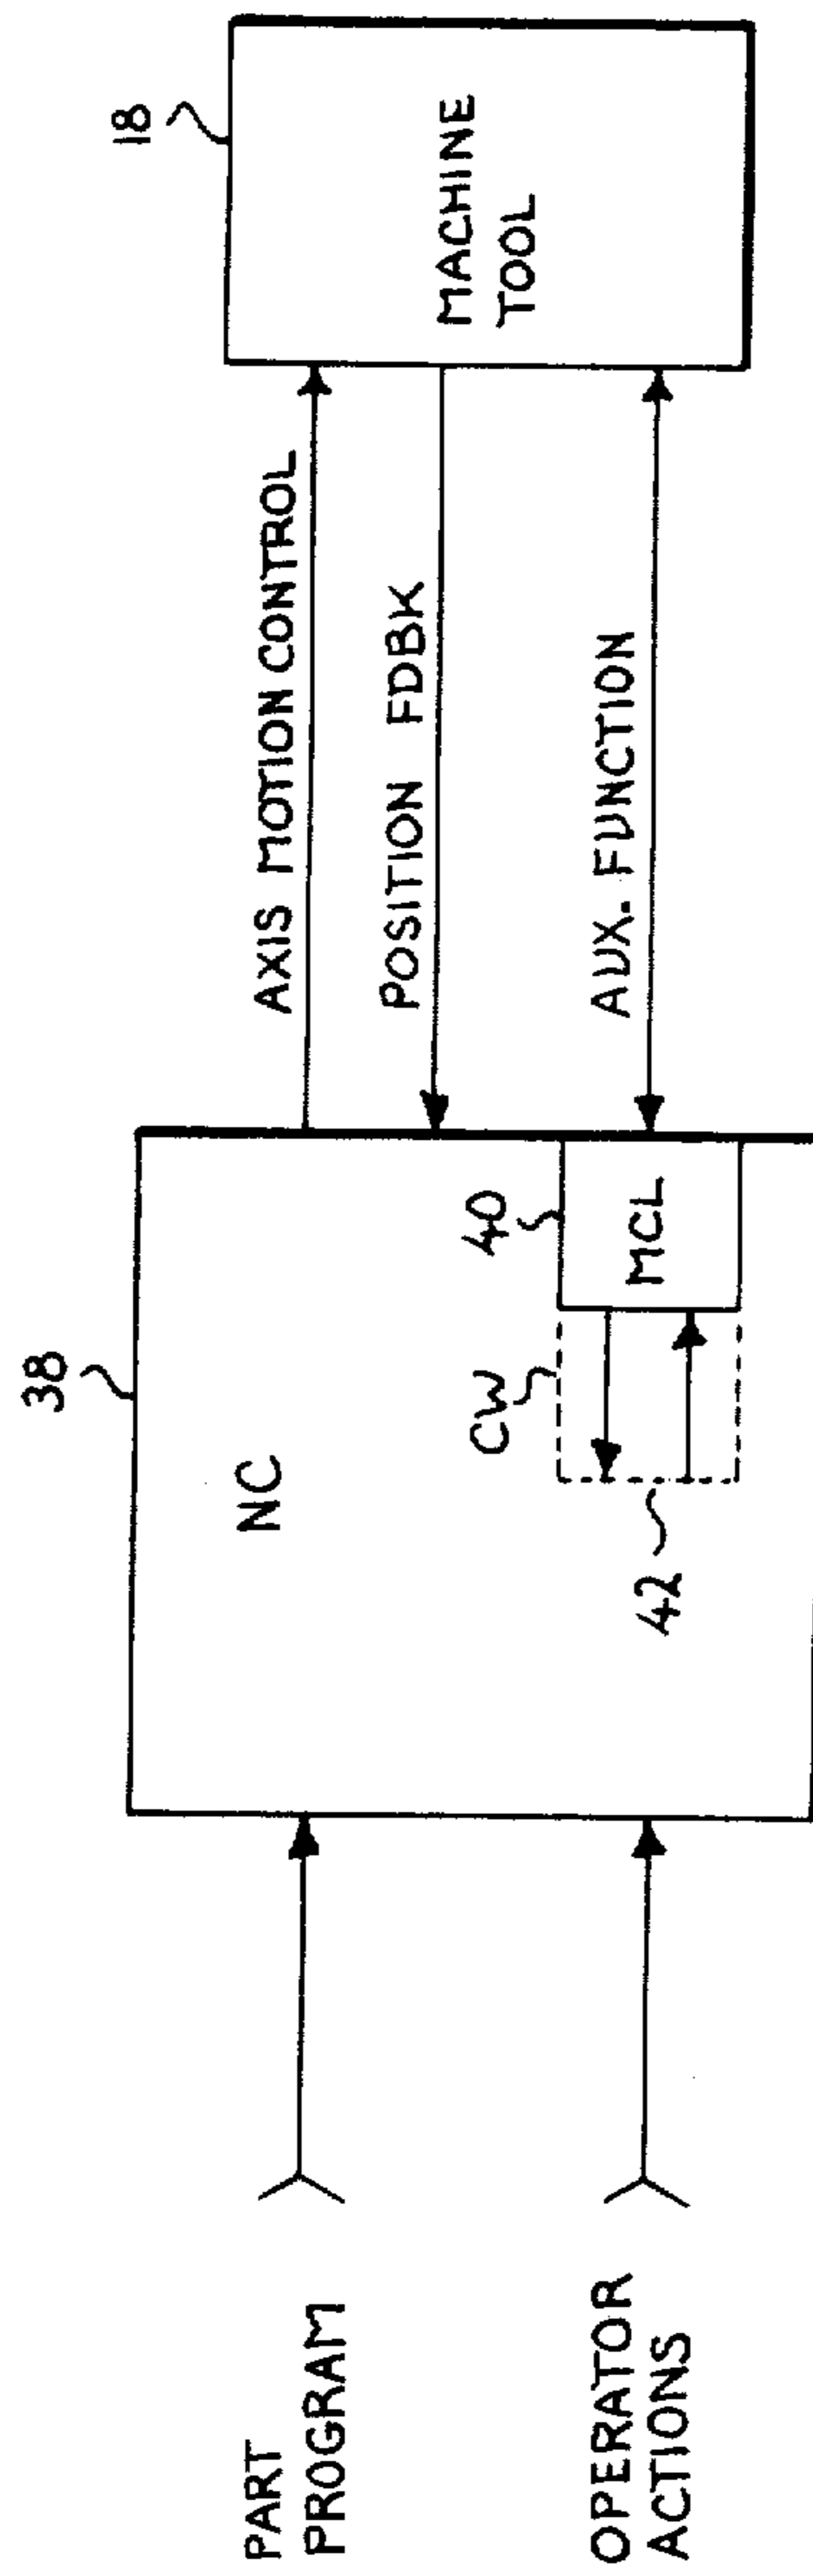 PART
PROGRAM
OPERATOR
ACTIONS
38
NC
CW
40
MCL
42
AXIS MOTION CONTROL
POSITION FDBK
AUX. FUNCTION
18
MACHINE
TOOL